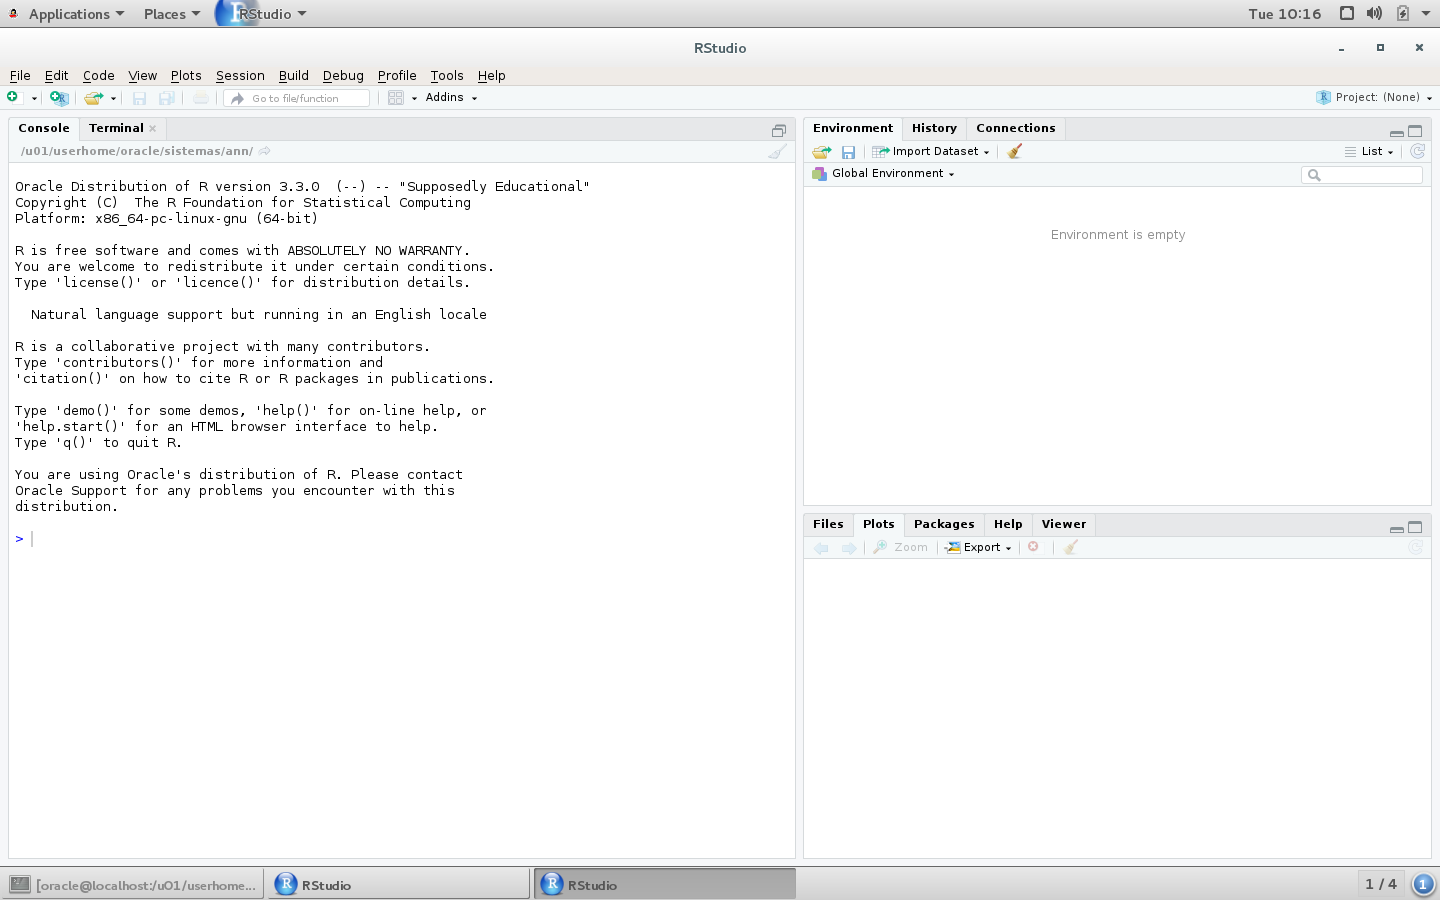 Applications Places RStudio Tue 10:16
RStudio
File Edit Code View Plots Session Build Debug Profile Tools Help
Go to file/function Addins Project: (None)
Console Terminal
/u01/userhome/oracle/sistemas/ann/
Oracle Distribution of R version 3.3.0  (--) -- "Supposedly Educational"
Copyright (C)  The R Foundation for Statistical Computing
Platform: x86_64-pc-linux-gnu (64-bit)
R is free software and comes with ABSOLUTELY NO WARRANTY.
You are welcome to redistribute it under certain conditions.
Type 'license()' or 'licence()' for distribution details.
Natural language support but running in an English locale
R is a collaborative project with many contributors.
Type 'contributors()' for more information and
'citation()' on how to cite R or R packages in publications.
Type 'demo()' for some demos, 'help()' for on-line help, or
'help.start()' for an HTML browser interface to help.
Type 'q()' to quit R.
You are using Oracle's distribution of R. Please contact
Oracle Support for any problems you encounter with this
distribution.
>
Environment History Connections
Import Dataset List
Global Environment
Environment is empty
Files Plots Packages Help Viewer
Zoom Export
[oracle@localhost:/u01/userhome... RStudio RStudio 1 / 4 1